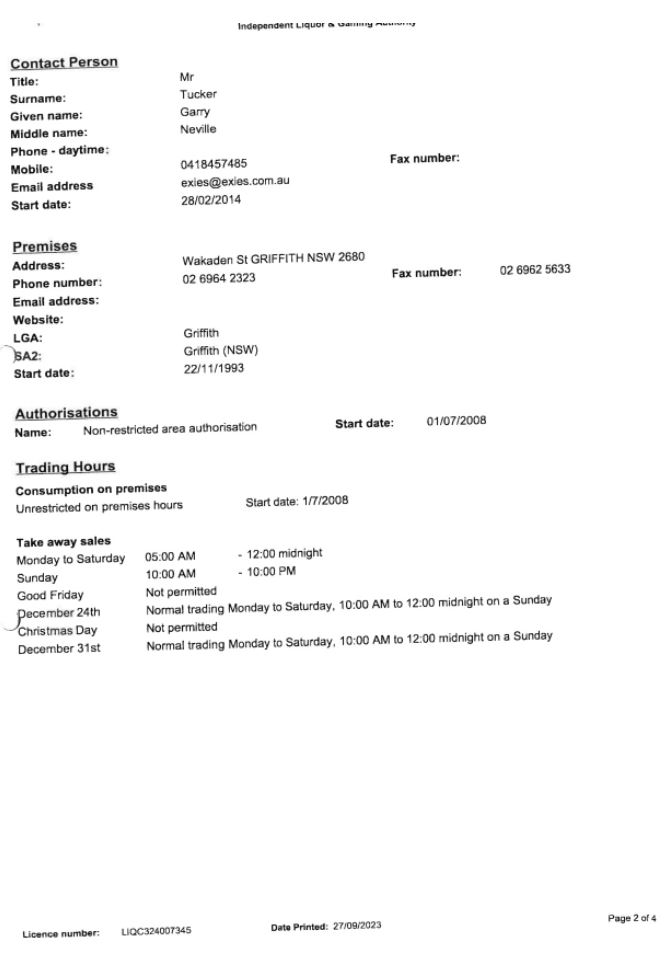 Independent Liquor & Gaming Authority
Contact Person
Title: Mr
Surname: Tucker
Given name: Garry
Middle name: Neville
Phone - daytime:
Mobile: 0418457485 Fax number:
Email address exies@exies.com.au
Start date: 28/02/2014
Premises
Address: Wakaden St GRIFFITH NSW 2680
Phone number: 02 6964 2323 Fax number: 02 6962 5633
Email address:
Website:
LGA: Griffith
SA2: Griffith (NSW)
Start date: 22/11/1993
Authorisations
Name: Non-restricted area authorisation Start date: 01/07/2008
Trading Hours
Consumption on premises
Unrestricted on premises hours Start date: 1/7/2008
Take away sales
Monday to Saturday 05:00 AM - 12:00 midnight
Sunday 10:00 AM - 10:00 PM
Good Friday Not permitted
December 24th Normal trading Monday to Saturday, 10:00 AM to 12:00 midnight on a Sunday
Christmas Day Not permitted
December 31st Normal trading Monday to Saturday, 10:00 AM to 12:00 midnight on a Sunday
Licence number: LIQC324007345 Date Printed: 27/09/2023 Page 2 of 4